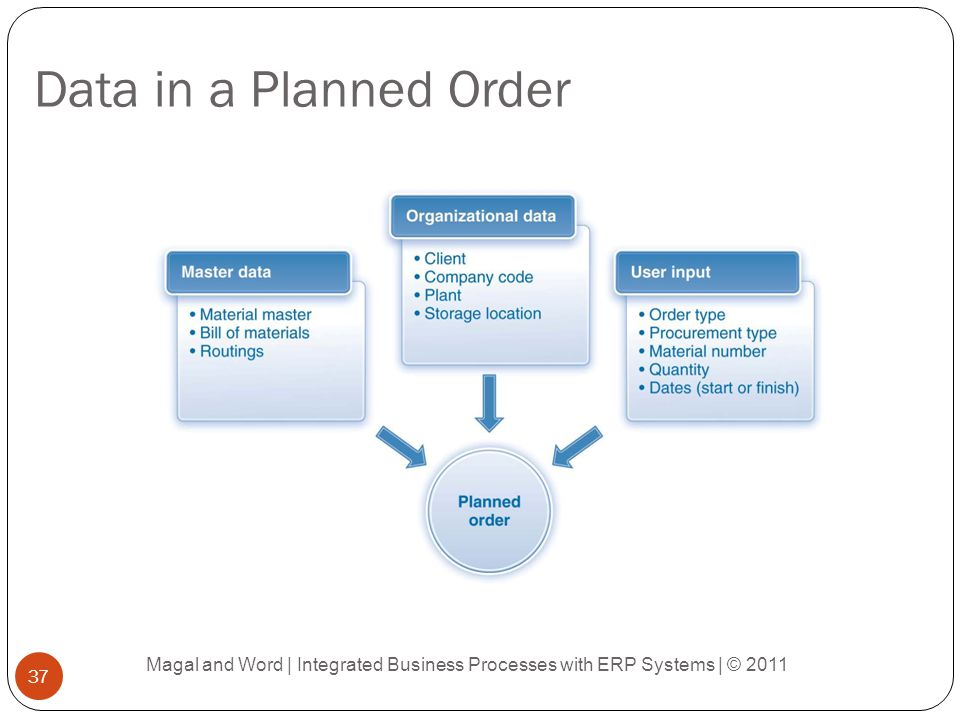 Data in a Planned Order
Organizational data
• Client
• Company code
• Plant
• Storage location
Master data
• Material master
• Bill of materials
• Routings
User input
• Order type
• Procurement type
• Material number
• Quantity
• Dates (start or finish)
Planned
order
Magal and Word | Integrated Business Processes with ERP Systems | © 2011
37